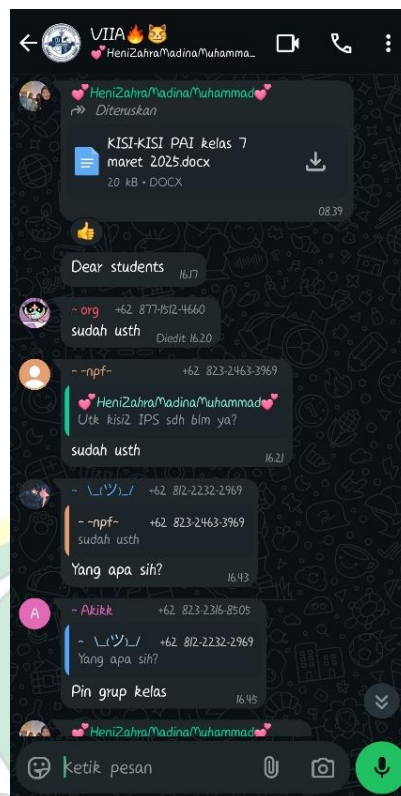 VIIA🔥😼
💕HeniZahraMadinaMuhamma…
💕HeniZahraMadinaMuhammad💕
Diteruskan
KISI-KISI PAI kelas 7
maret 2025.docx
20 kB • DOCX
08.39
Dear students
16.17
~ org +62 877-1512-4660
sudah usth
Diedit 16.20
~ -npf- +62 823-2463-3969
💕HeniZahraMadinaMuhammad💕
Utk kisi2 IPS sdh blm ya?
sudah usth
16.21
~ \_(ツ)_/ +62 812-2232-2969
~ -npf- +62 823-2463-3969
sudah usth
Yang apa sih?
16.43
A
~ Akikk +62 823-2316-8505
~ \_(ツ)_/ +62 812-2232-2969
Yang apa sih?
Pin grup kelas
16.45
💕HeniZahraMadinaMuhammad💕
Ketik pesan